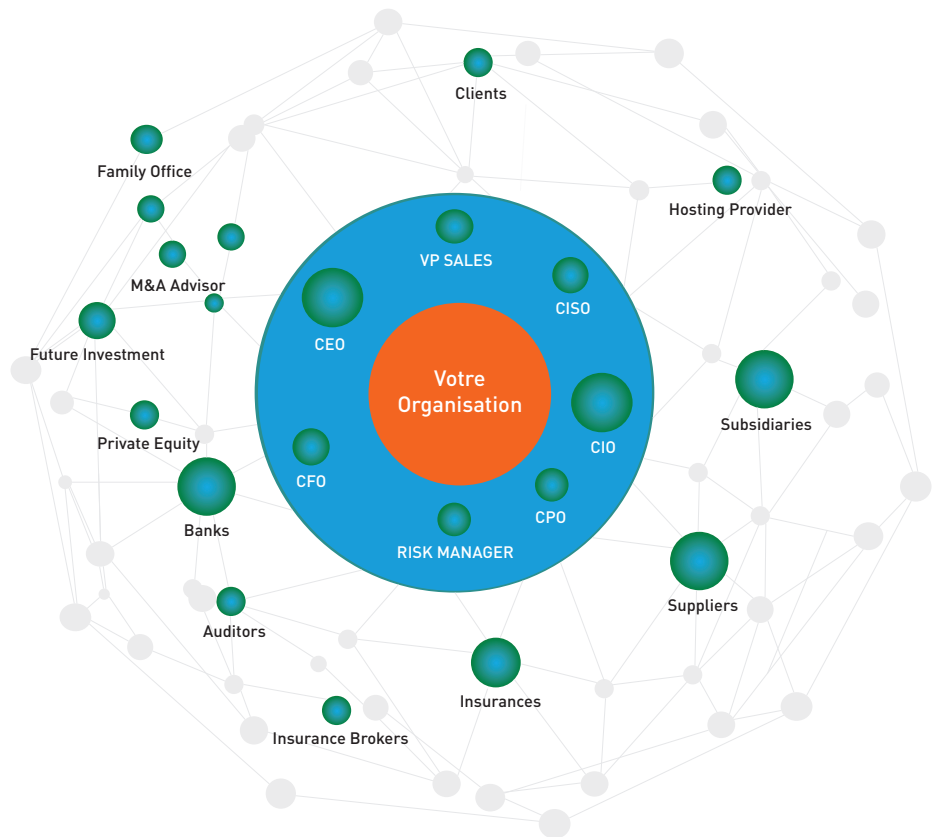 Clients
Family Office
Hosting Provider
VP SALES
M&A Advisor
CISO
CEO
Future Investment
Votre
Organisation
Subsidiaries
Private Equity
CIO
CFO
CPO
Banks
RISK MANAGER
Suppliers
Auditors
Insurances
Insurance Brokers